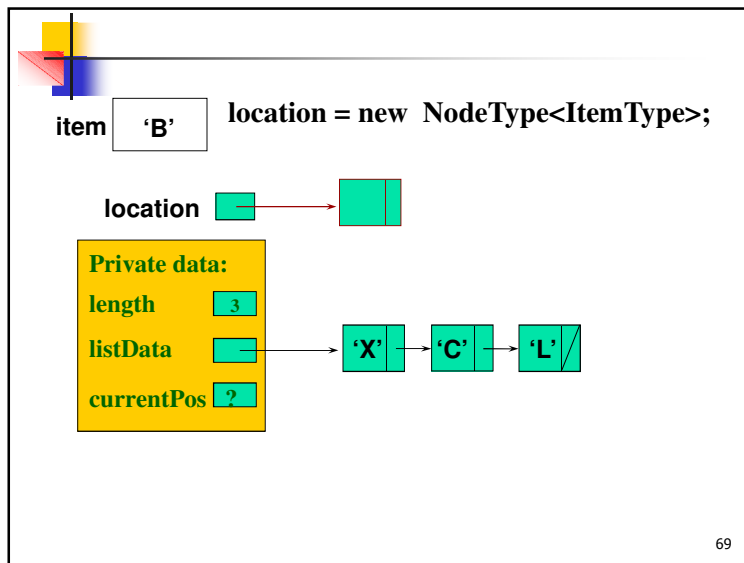 location = new NodeType<ItemType>;
item ‘B’
location
Private data:
length 3
listData ‘X’ ‘C’ ‘L’
currentPos ?
69